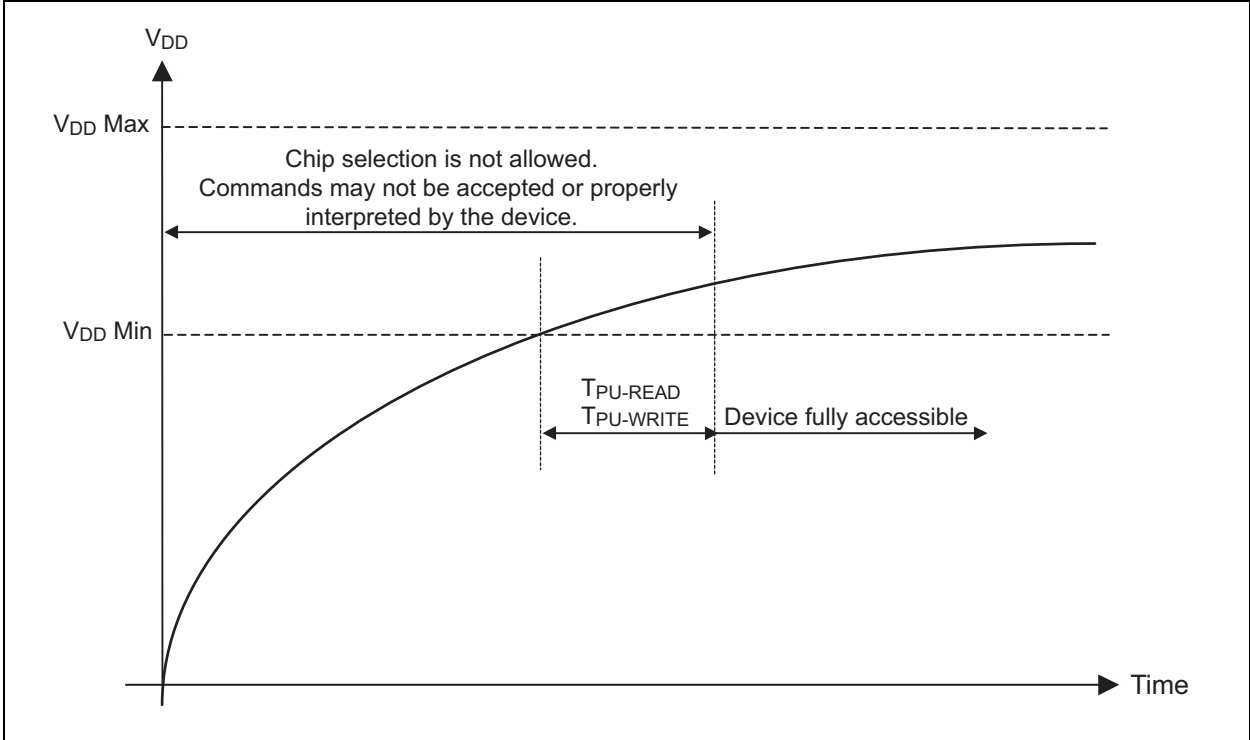 VDD
VDD Max
Chip selection is not allowed.
Commands may not be accepted or properly
interpreted by the device.
VDD Min
TPU-READ
TPU-WRITE
Device fully accessible
Time